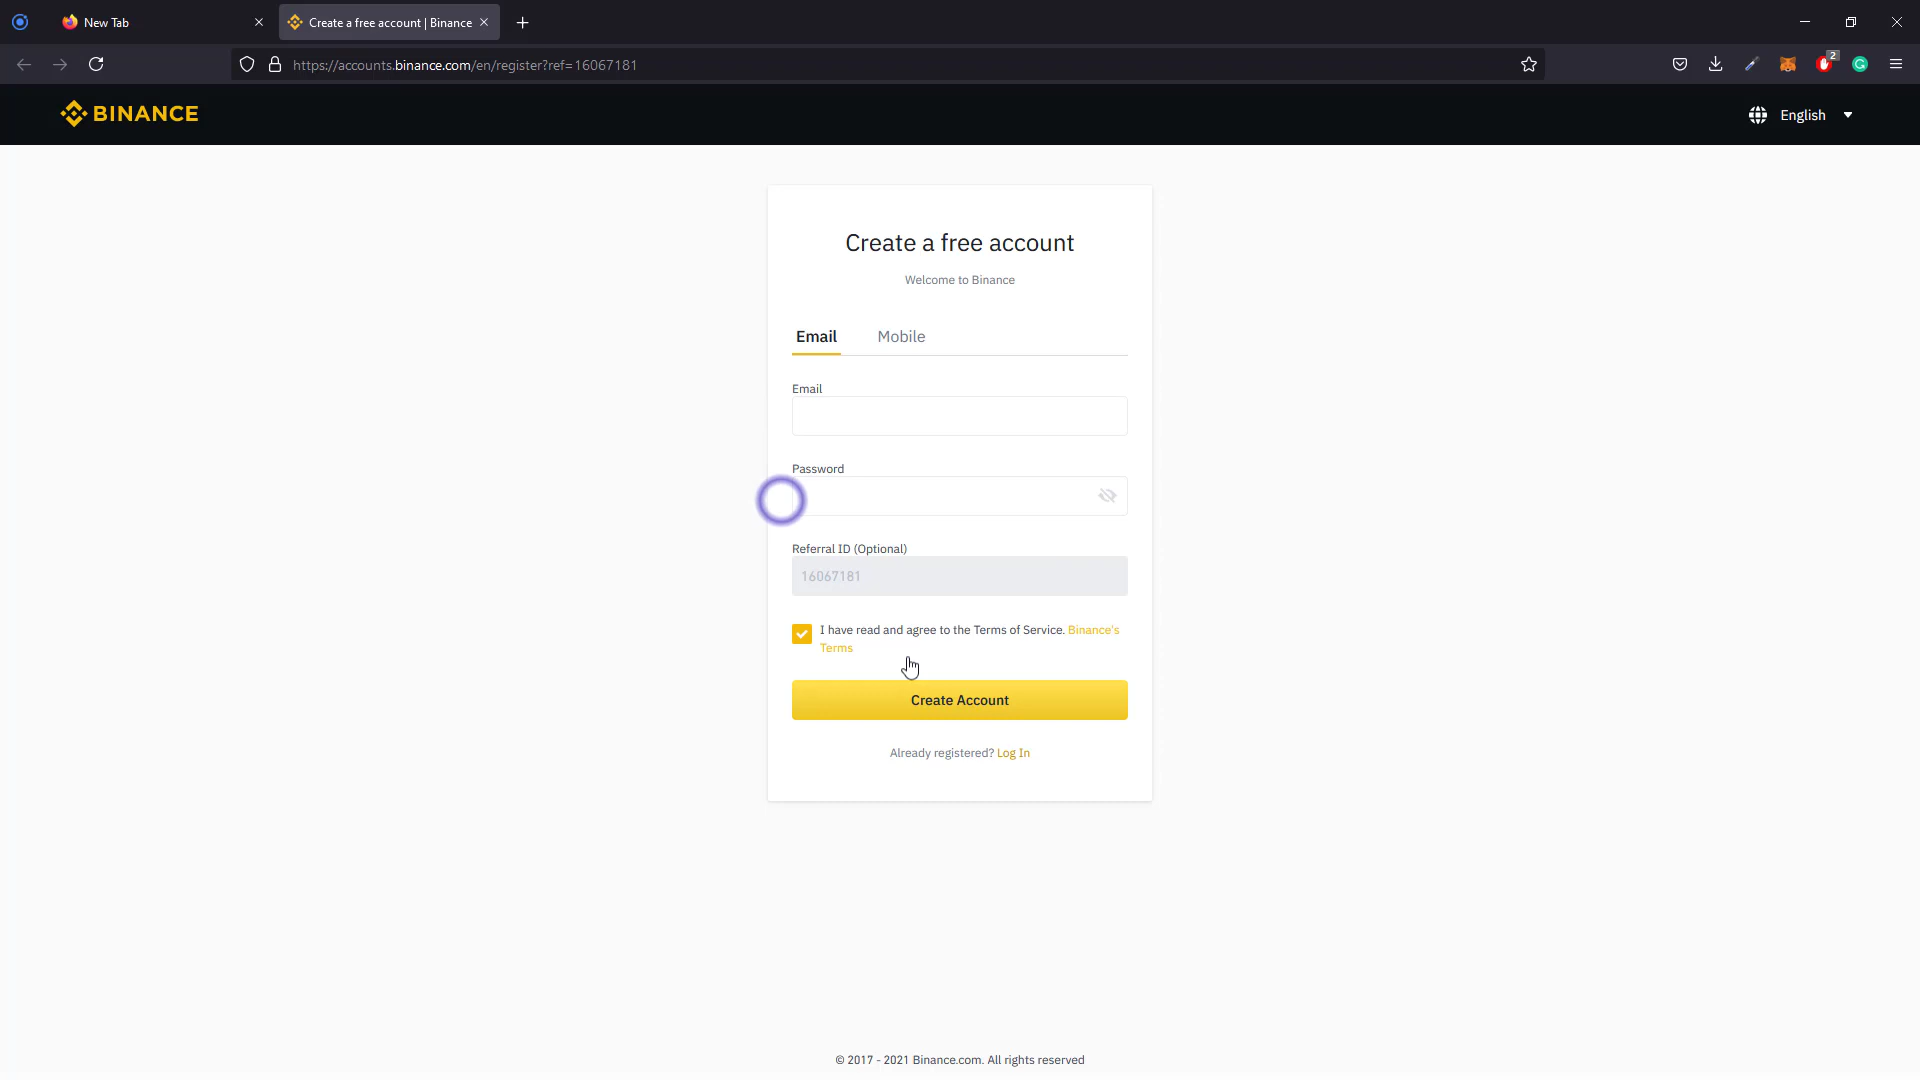 New Tab
Create a free account | Binance
https://accounts.binance.com/en/register?ref=16067181
2
BINANCE
English
Create a free account
Welcome to Binance
Email Mobile
Email
Password
Referral ID (Optional)
16067181
I have read and agree to the Terms of Service. Binance's
Terms
Create Account
Already registered? Log In
© 2017 - 2021 Binance.com. All rights reserved